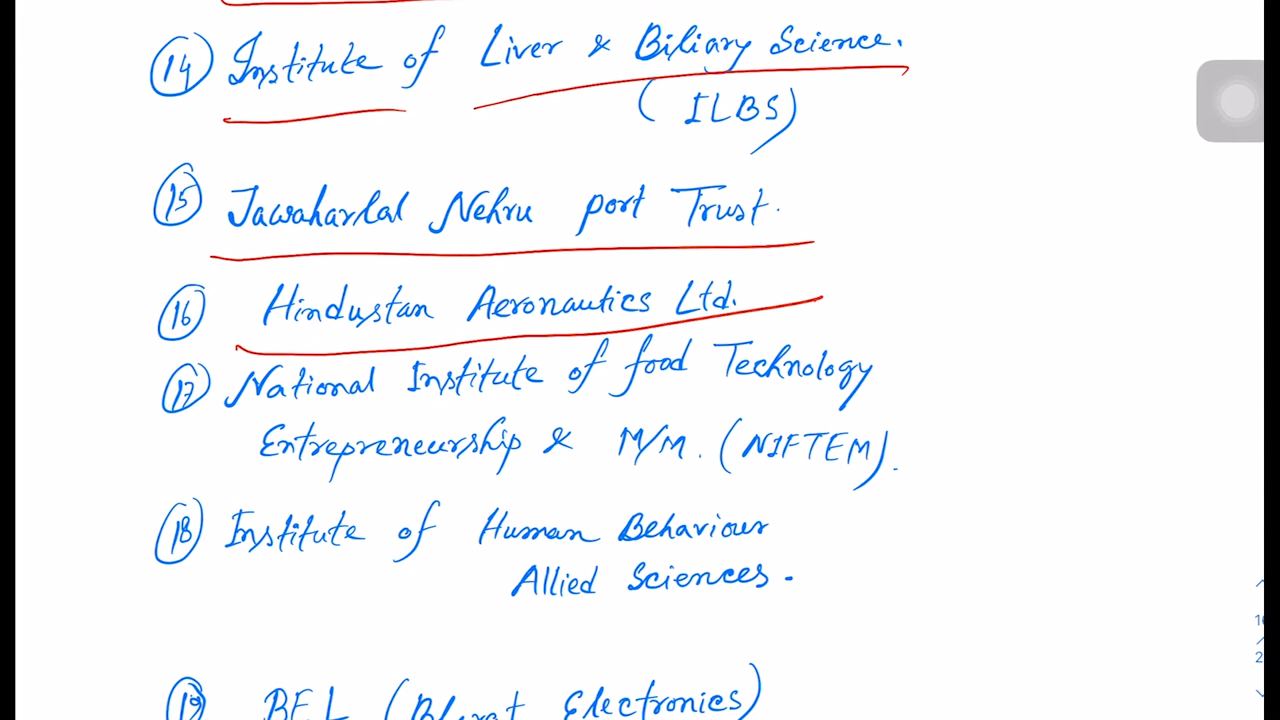 14 Institute of Liver & Biliary Science.
(ILBS)
15 Jawaharlal Nehru port Trust.
16 Hindustan Aeronautics Ltd.
17 National Institute of food Technology
Entrepreneurship & M/M. (NIFTEM).
18 Institute of Human Behaviour
Allied Sciences.
19 BEL (Bharat Electronics)